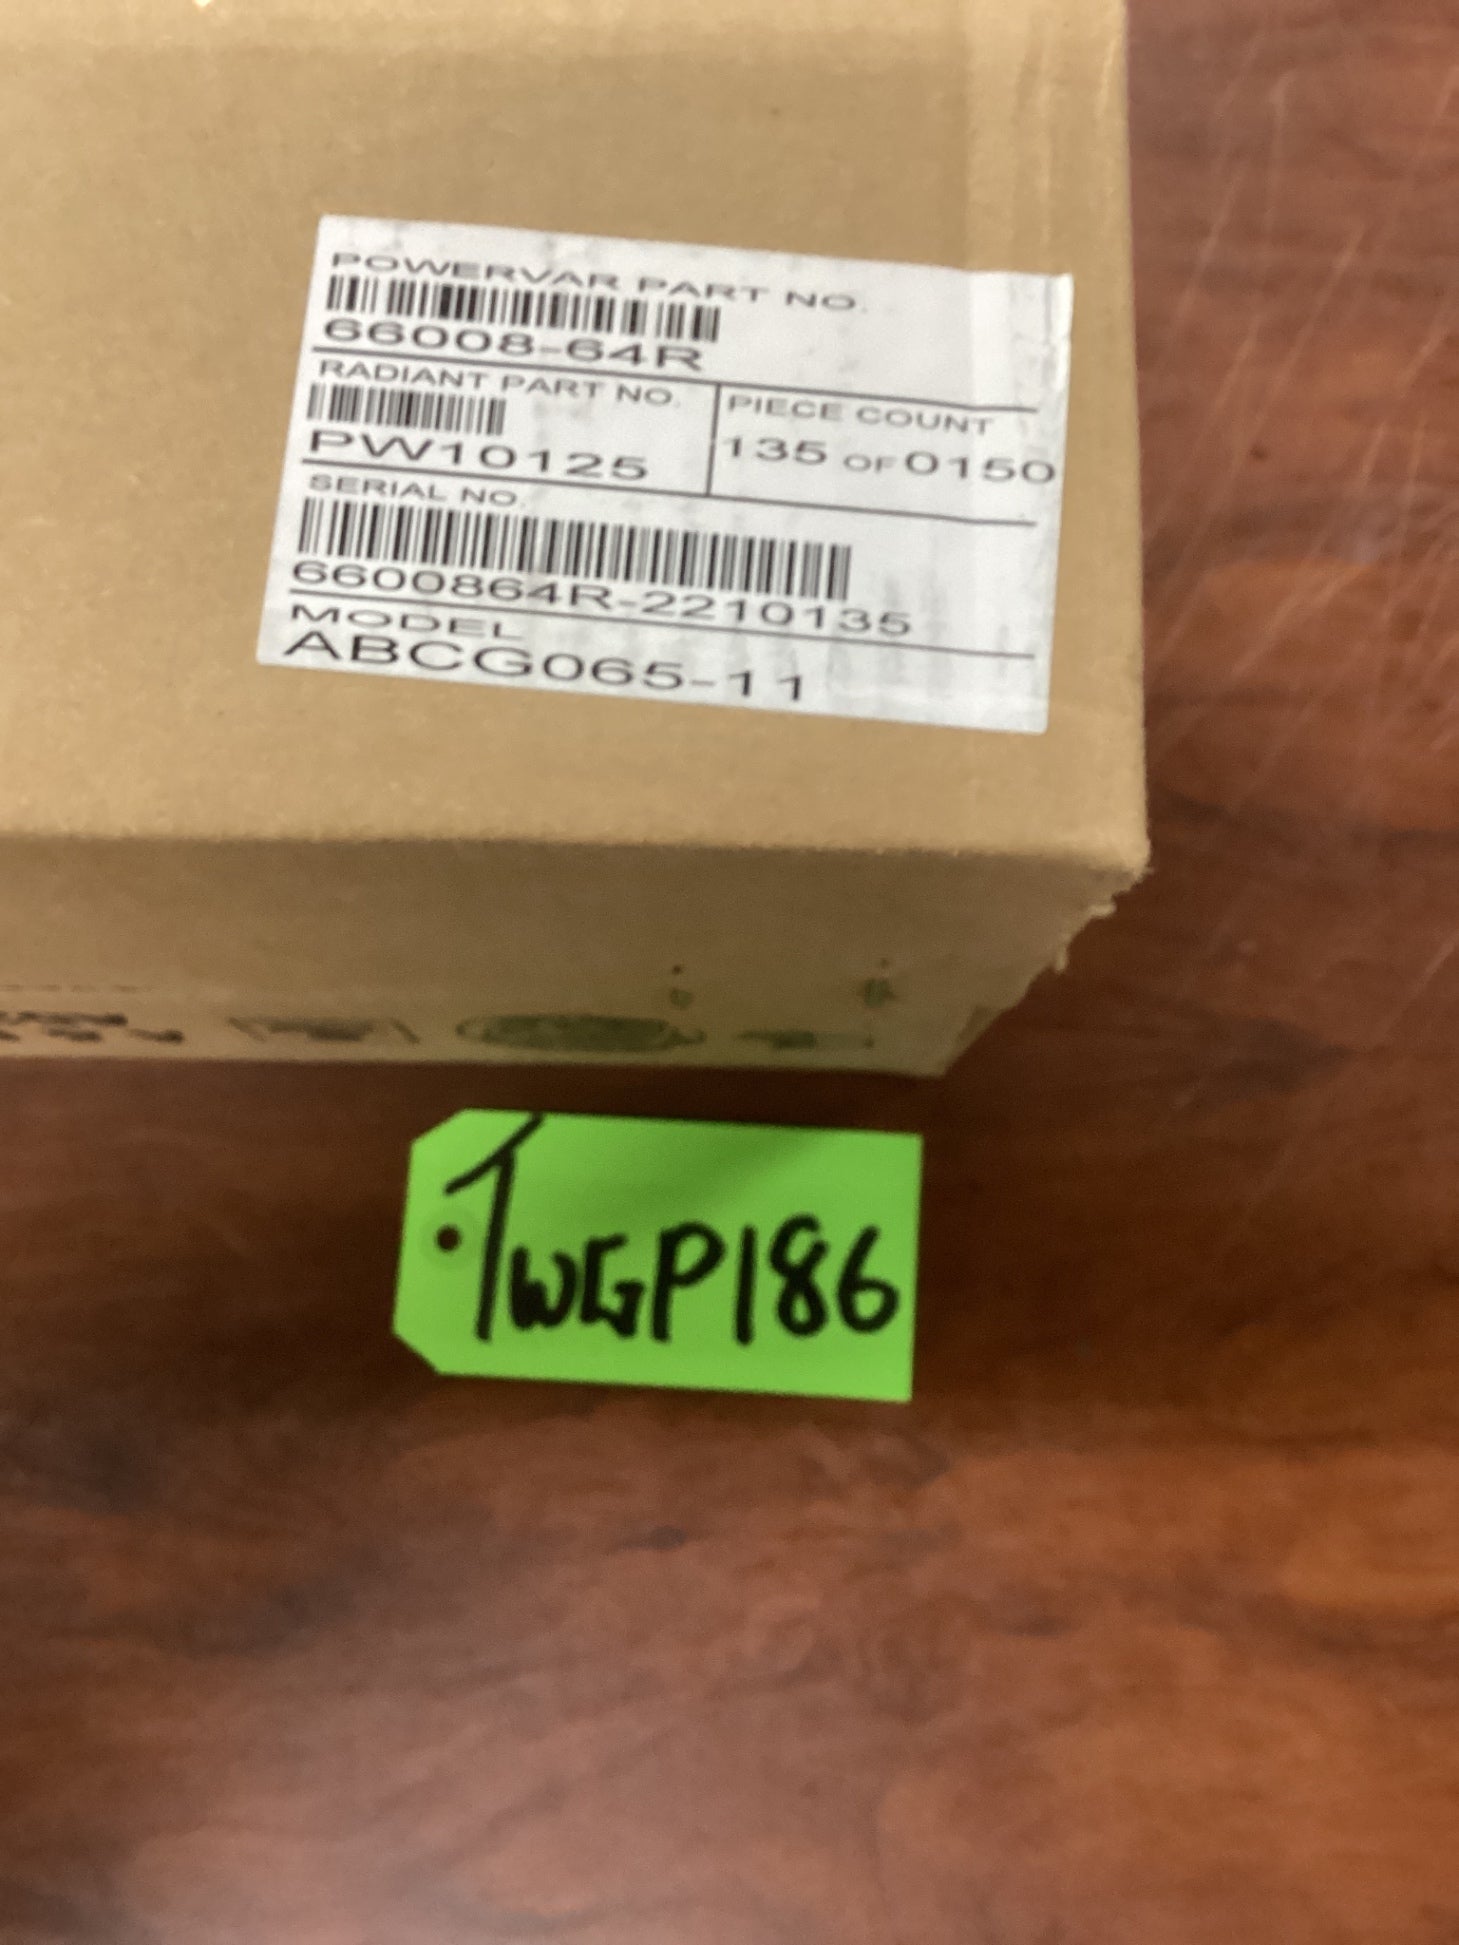 POWERVAR PART NO.
66008-64R
RADIANT PART NO.
PW10125
PIECE COUNT
135 OF 0150
SERIAL NO.
6600864R-2210135
MODEL
ABCG065-11
TWGP186